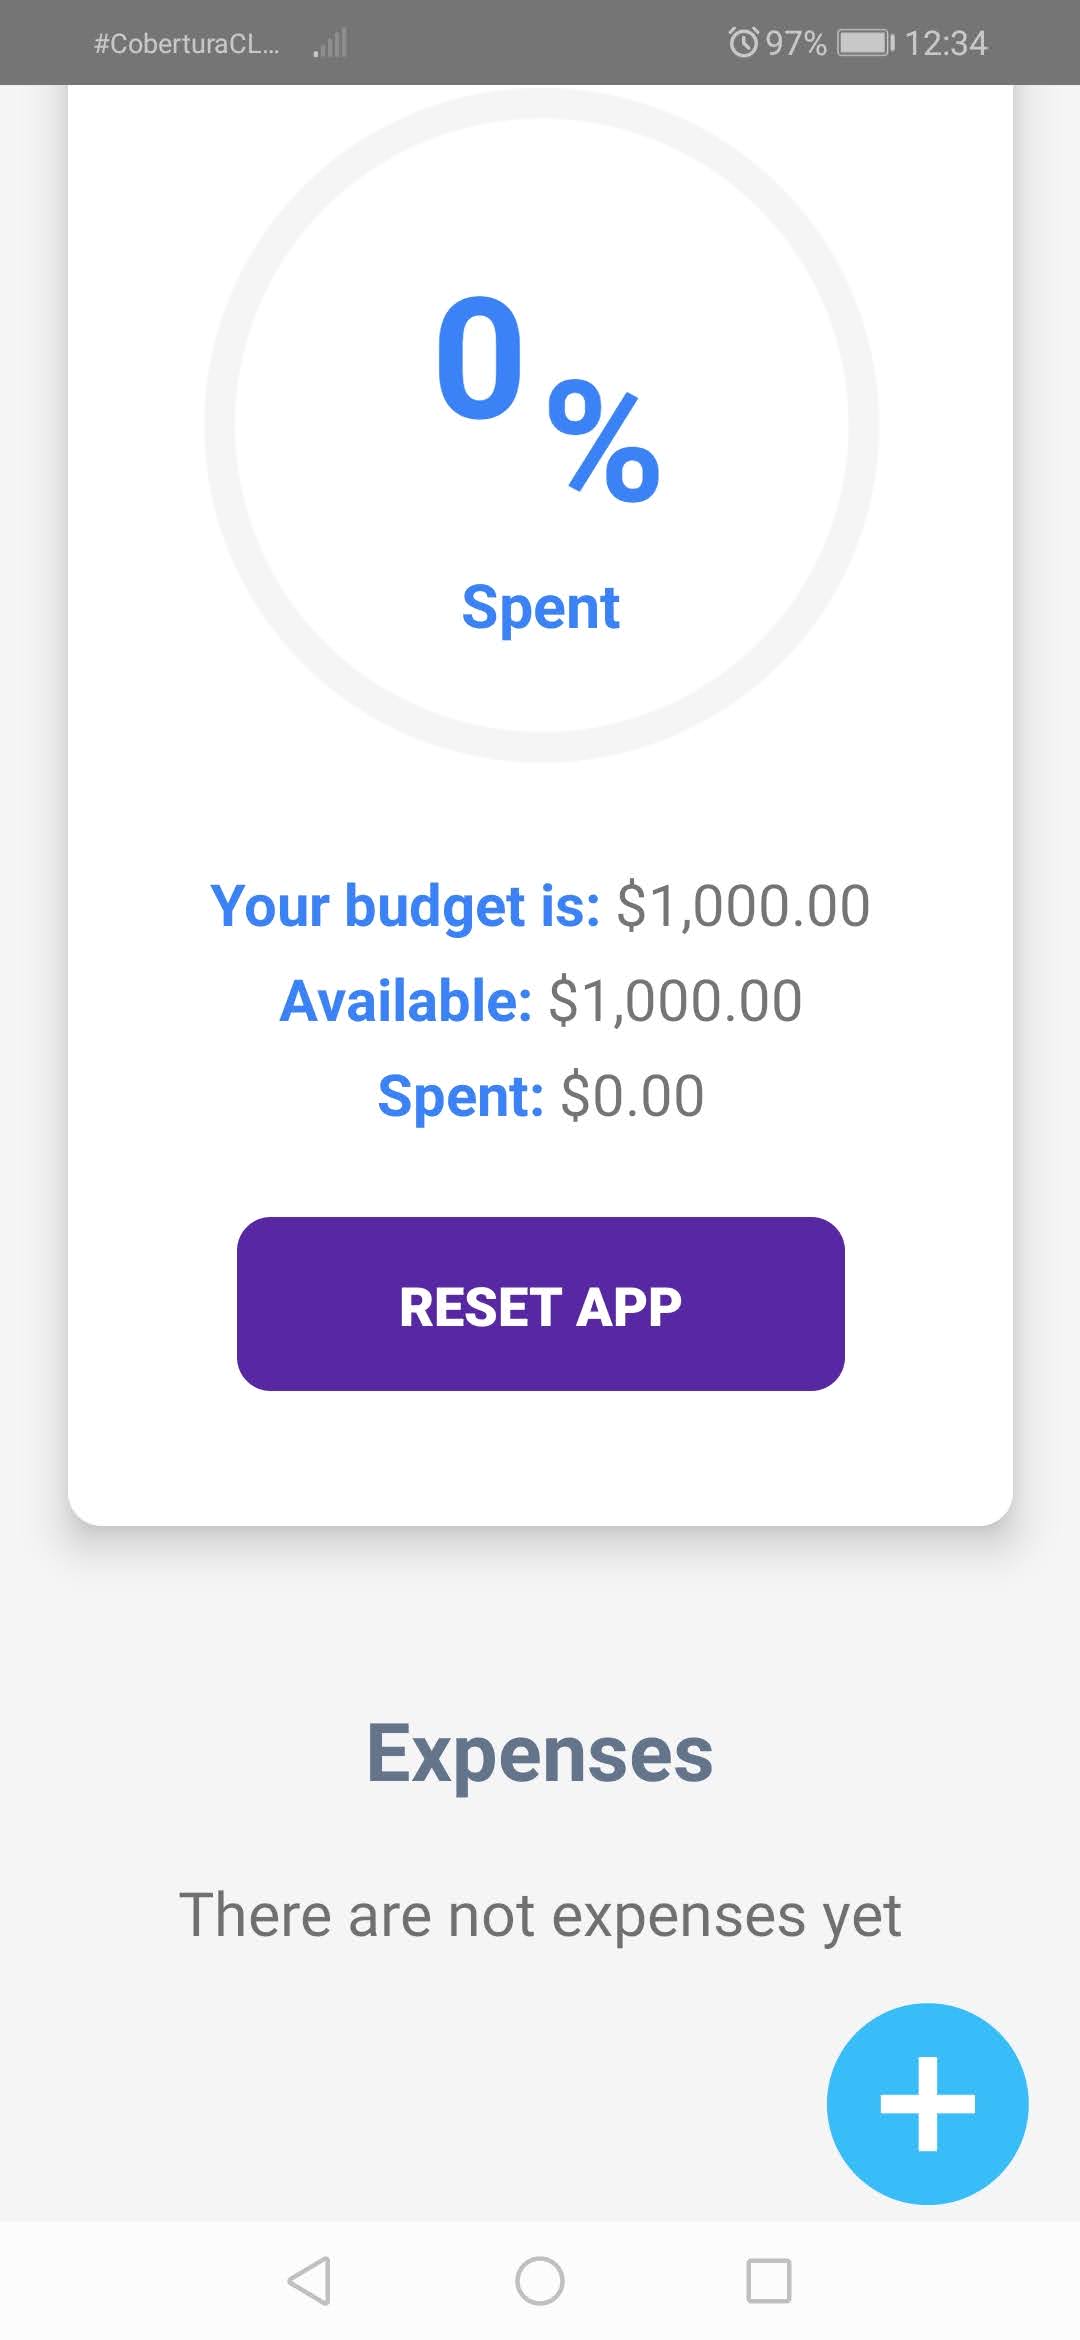 #CoberturaCL... 97% 12:34
0%
Spent
Your budget is: $1,000.00
Available: $1,000.00
Spent: $0.00
RESET APP
Expenses
There are not expenses yet